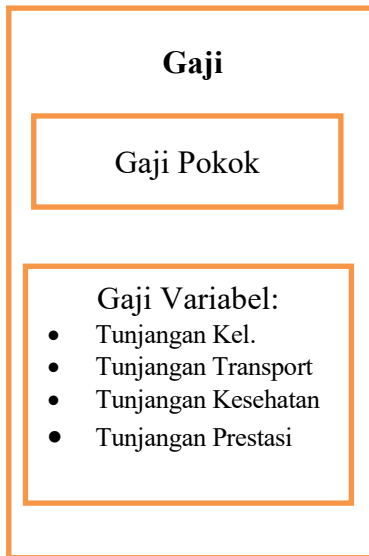 Gaji
Gaji Pokok
Gaji Variabel:
• Tunjangan Kel.
• Tunjangan Transport
• Tunjangan Kesehatan
• Tunjangan Prestasi